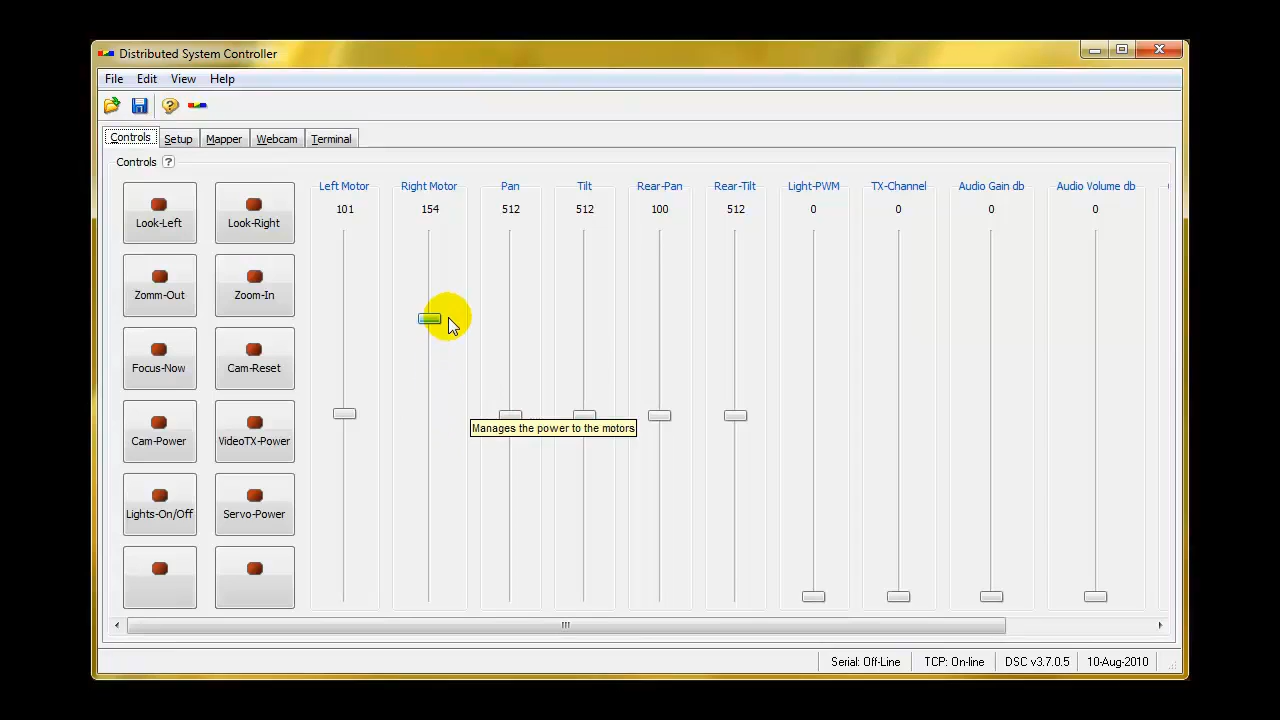 Distributed System Controller
File Edit View Help
Controls Setup Mapper Webcam Terminal
Controls ?
Left Motor Right Motor Pan Tilt Rear-Pan Rear-Tilt Light-PWM TX-Channel Audio Gain db Audio Volume db
101 154 512 512 100 512 0 0 0 0
Look-Left Look-Right
Zomm-Out Zoom-In
Focus-Now Cam-Reset
Manages the power to the motors
Cam-Power VideoTX-Power
Lights-On/Off Servo-Power
Serial: Off-Line TCP: On-line DSC v3.7.0.5 10-Aug-2010